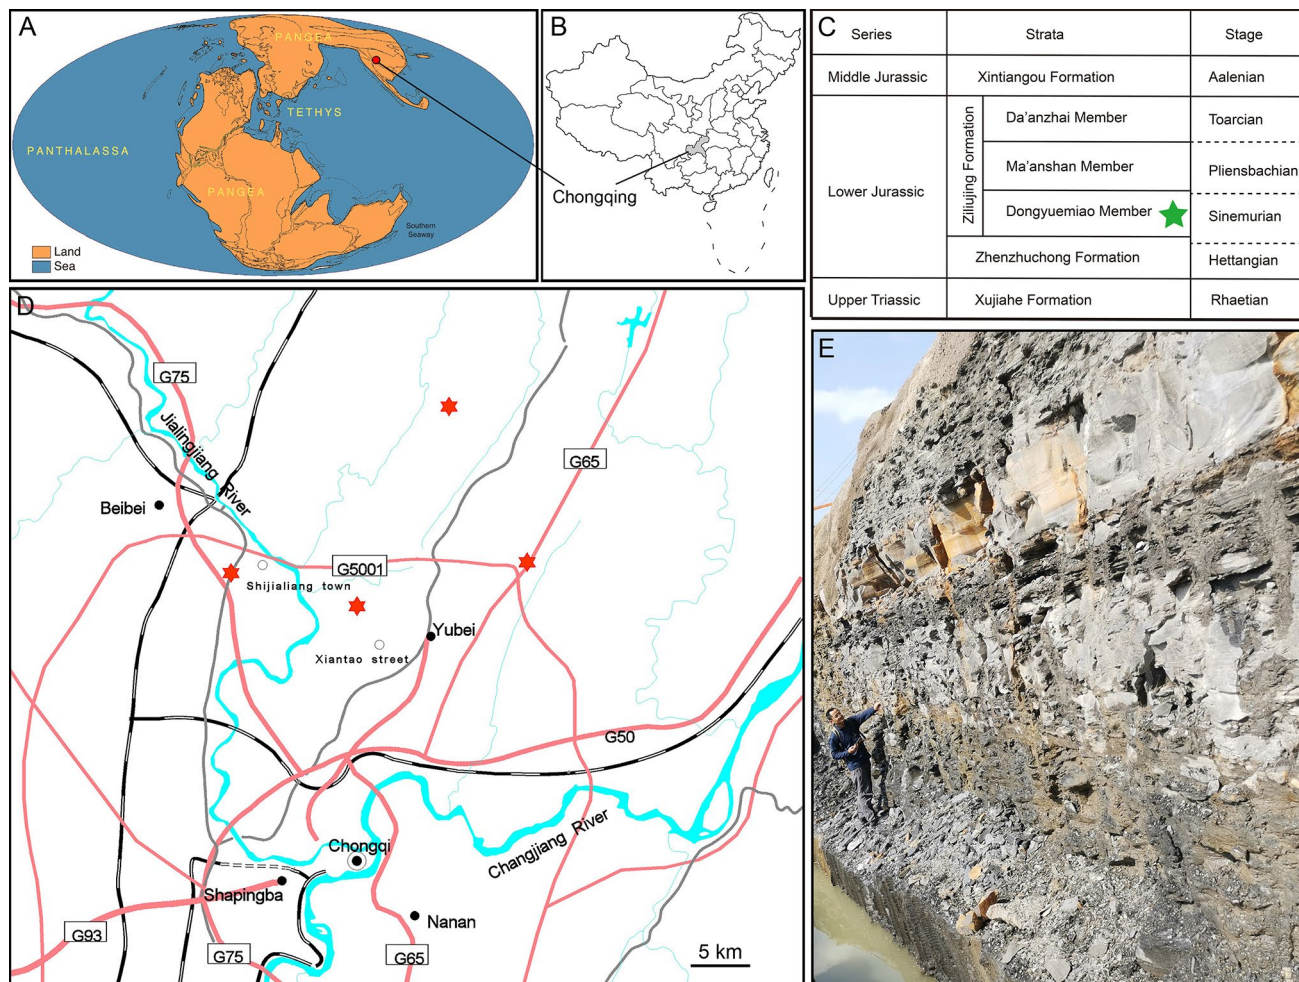 A
PANGEA
TETHYS
PANTHALASSA
PANGEA
Southern
Seaway
Land
Sea
B
Chongqing
C
Series
Strata
Stage
Middle Jurassic
Xintiangou Formation
Aalenian
Lower Jurassic
Ziliujing Formation
Da'anzhai Member
Toarcian
Ma'anshan Member
Pliensbachian
Dongyuemiao Member
Sinemurian
Zhenzhuchong Formation
Hettangian
Upper Triassic
Xujiahe Formation
Rhaetian
D
G75
Jialingjiang River
G65
Beibei
G5001
Shijialiang town
Yubei
Xiantao street
G50
Changjiang River
Chongqi
Shapingba
Nanan
G93
G75
G65
5 km
E